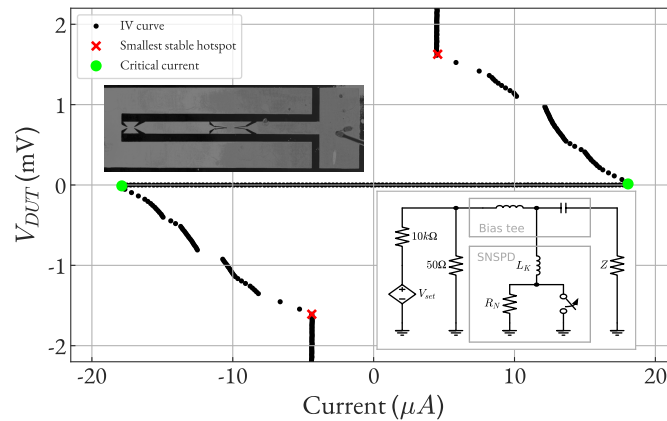 IV curve
Smallest stable hotspot
Critical current
2
1
0
-1
-2
V_DUT (mV)
-20
-10
0
10
20
Current (μA)
Bias tee
10kΩ
50Ω
SNSPD
L_K
Z
V_set
R_N